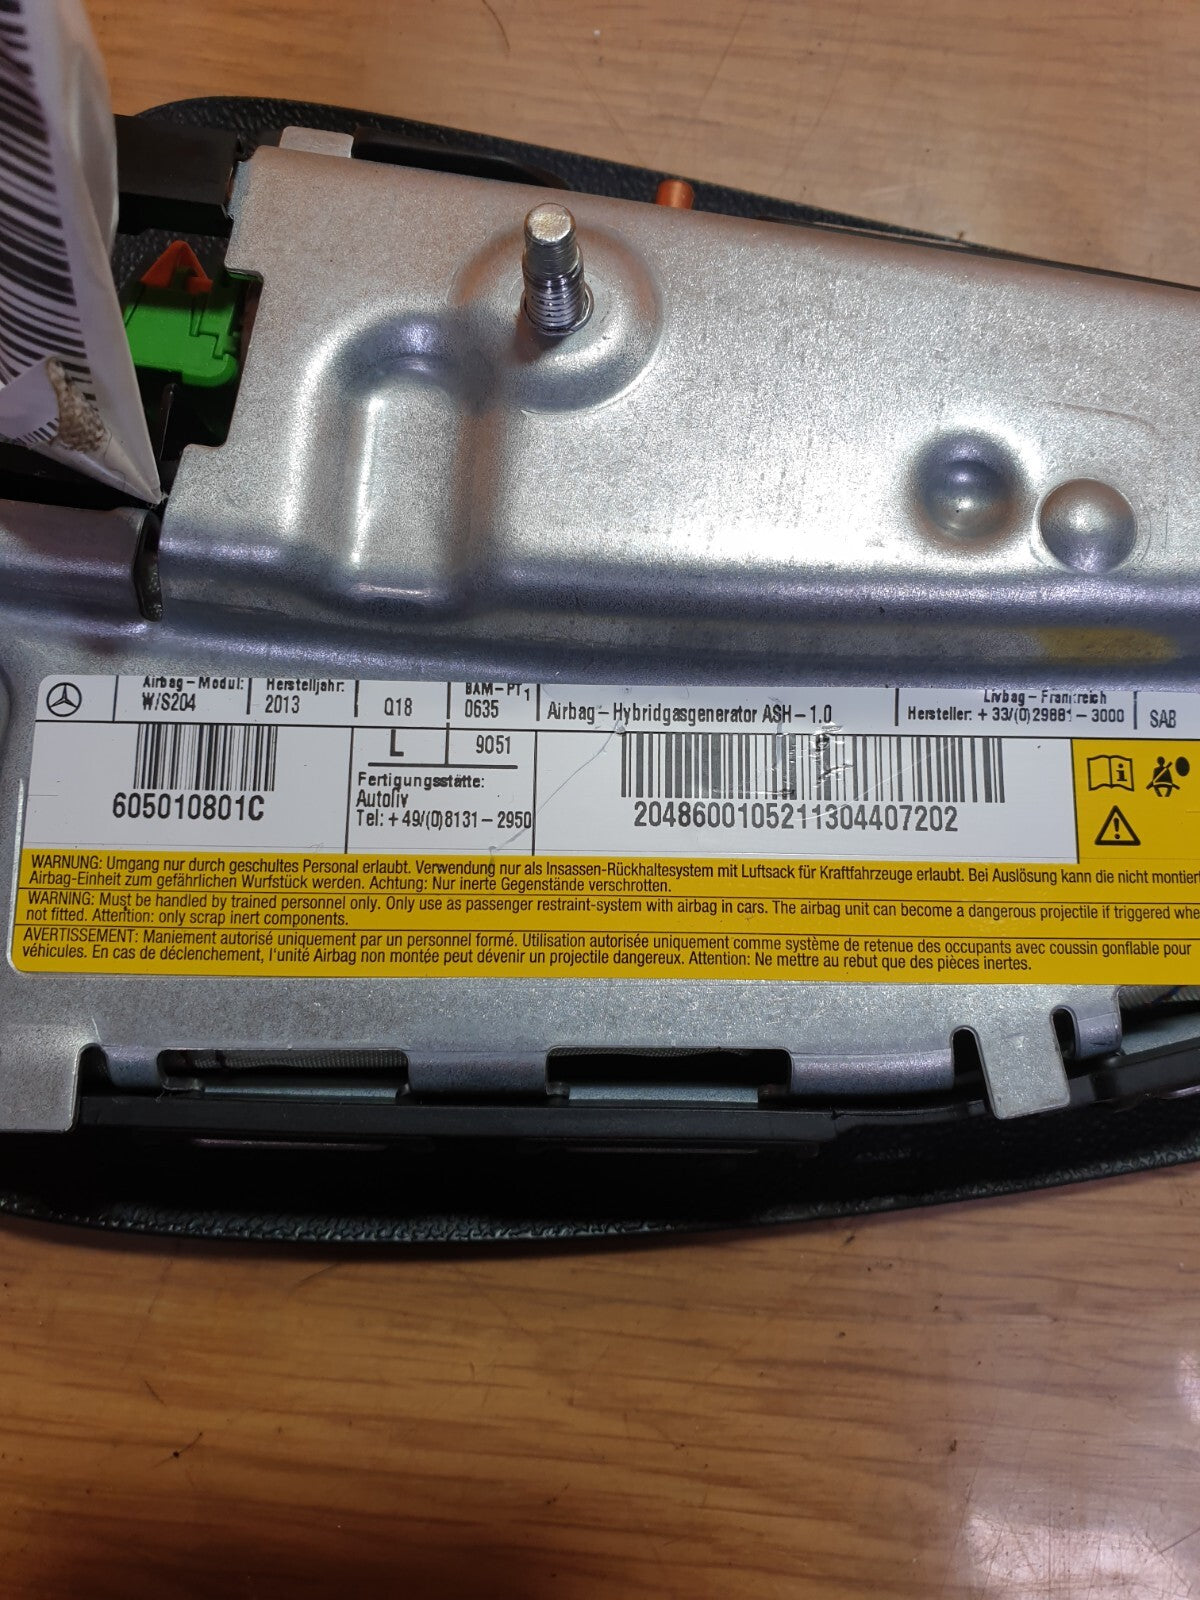 Airbag-Modul: Herstelljahr: BAM-PT1 Livbag-Frankreich
W/S204 2013 Q18 0635 Airbag-Hybridgasgenerator ASH-1.0 Hersteller: +33/(0)29881-3000 SAB
L 9051
605010801C
Fertigungsstätte:
Autoliv
Tel: +49/(0)8131-2950
20486001052113044​07202
WARNUNG: Umgang nur durch geschultes Personal erlaubt. Verwendung nur als Insassen-Rückhaltesystem mit Luftsack für Kraftfahrzeuge erlaubt. Bei Auslösung kann die nicht montiert
Airbag-Einheit zum gefährlichen Wurfstück werden. Achtung: Nur inerte Gegenstände verschrotten.
WARNING: Must be handled by trained personnel only. Only use as passenger restraint-system with airbag in cars. The airbag unit can become a dangerous projectile if triggered whe
not fitted. Attention: only scrap inert components.
AVERTISSEMENT: Maniement autorisé uniquement par un personnel formé. Utilisation autorisée uniquement comme système de retenue des occupants avec coussin gonflable pour
véhicules. En cas de déclenchement, l'unité Airbag non montée peut dévenir un projectile dangereux. Attention: Ne mettre au rebut que des pièces inertes.